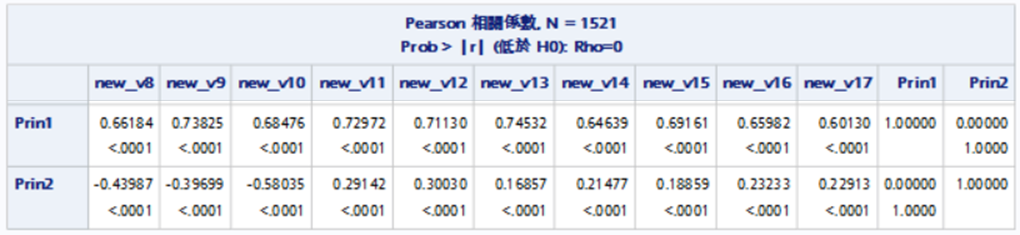 Pearson 相關係數, N = 1521
Prob > |r| (低於 H0): Rho=0
new_v8 new_v9 new_v10 new_v11 new_v12 new_v13 new_v14 new_v15 new_v16 new_v17 Prin1 Prin2
Prin1 0.66184 0.73825 0.68476 0.72972 0.71130 0.74532 0.64639 0.69161 0.65982 0.60130 1.00000 0.00000
<.0001 <.0001 <.0001 <.0001 <.0001 <.0001 <.0001 <.0001 <.0001 <.0001 1.0000
Prin2 -0.43987 -0.39699 -0.58035 0.29142 0.30030 0.16857 0.21477 0.18859 0.23233 0.22913 0.00000 1.00000
<.0001 <.0001 <.0001 <.0001 <.0001 <.0001 <.0001 <.0001 <.0001 <.0001 1.0000